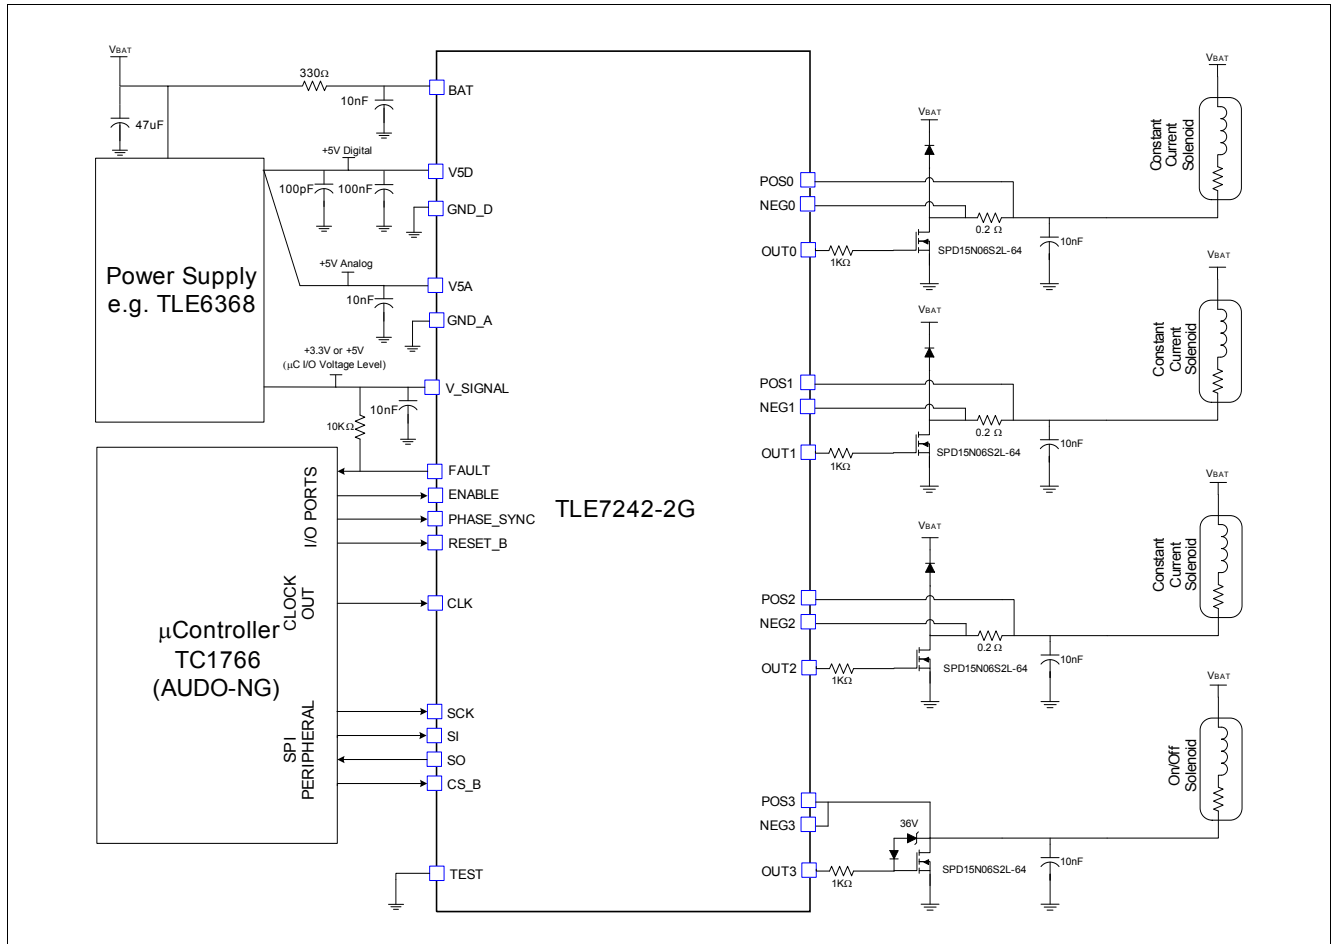 VBAT
47uF
330Ω
10nF
BAT
+5V Digital
100pF
100nF
V5D
GND_D
Power Supply
e.g. TLE6368
+5V Analog
10nF
V5A
GND_A
+3.3V or +5V
(µC I/O Voltage Level)
V_SIGNAL
10nF
10KΩ
I/O PORTS
FAULT
ENABLE
PHASE_SYNC
RESET_B
CLOCK
OUT
CLK
µController
TC1766
(AUDO-NG)
SPI
PERIPHERAL
SCK
SI
SO
CS_B
TEST
TLE7242-2G
POS0
NEG0
OUT0
1KΩ
VBAT
0.2 Ω
SPD15N06S2L-64
10nF
VBAT
Constant
Current
Solenoid
POS1
NEG1
OUT1
1KΩ
VBAT
0.2 Ω
SPD15N06S2L-64
10nF
VBAT
Constant
Current
Solenoid
POS2
NEG2
OUT2
1KΩ
VBAT
0.2 Ω
SPD15N06S2L-64
10nF
VBAT
Constant
Current
Solenoid
POS3
NEG3
OUT3
1KΩ
36V
SPD15N06S2L-64
10nF
VBAT
On/Off
Solenoid